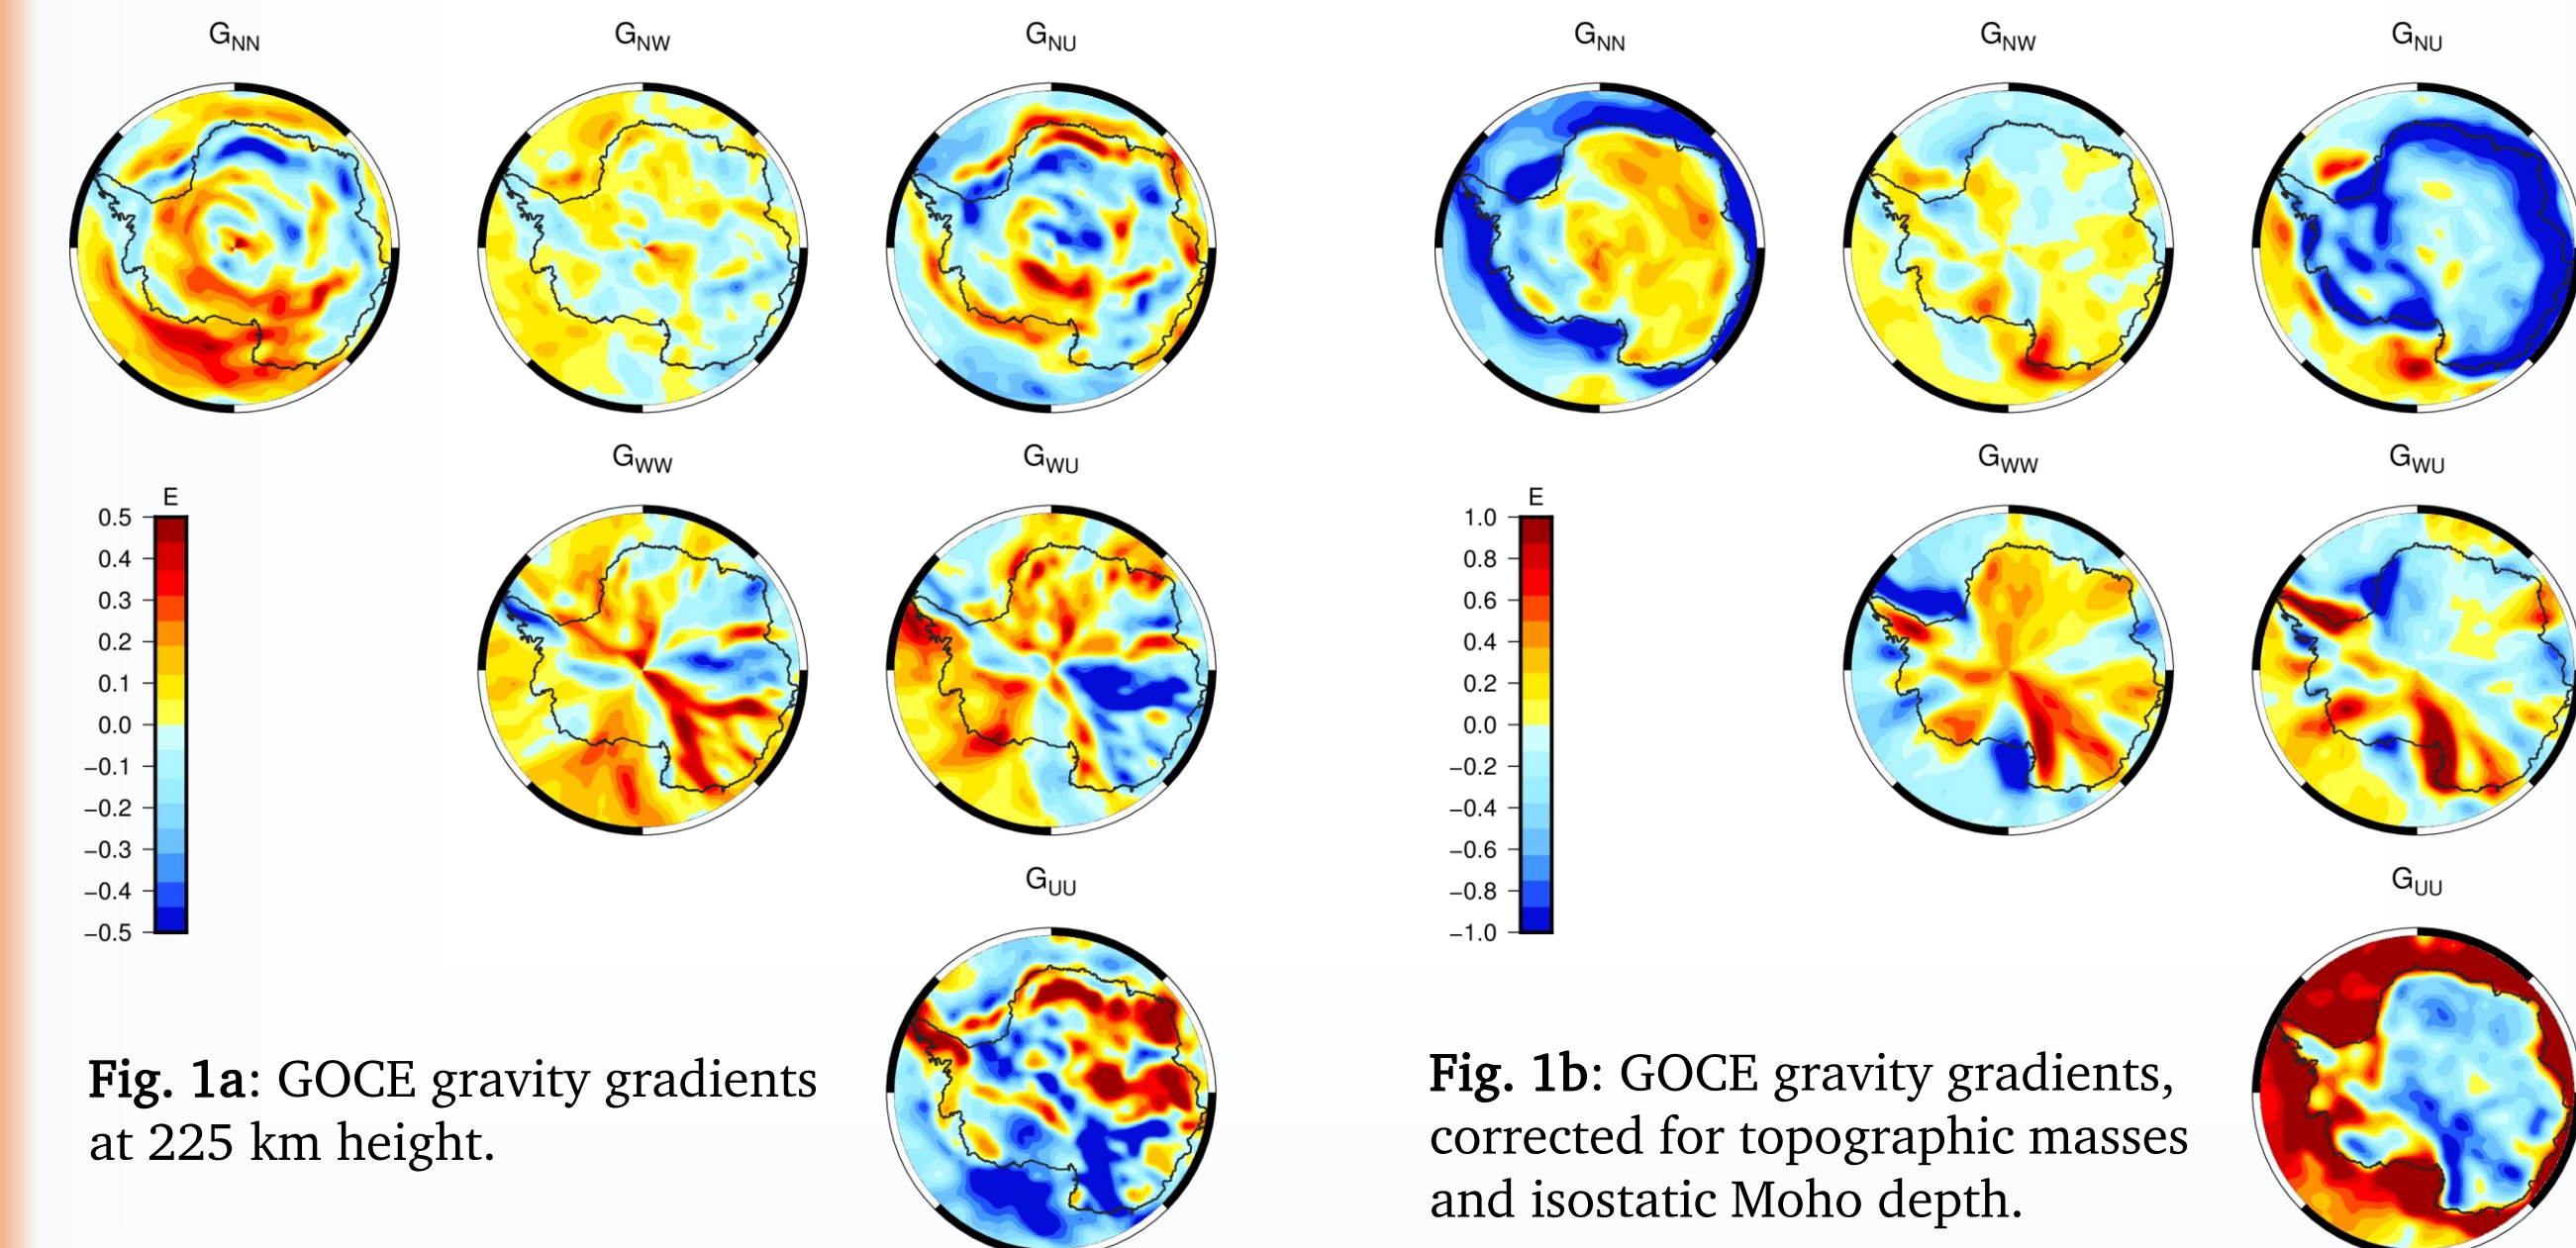 G_NN G_NW G_NU
G_WW G_WU
E
0.5
0.4
0.3
0.2
0.1
0.0
−0.1
−0.2
−0.3
−0.4
−0.5
G_UU
Fig. 1a: GOCE gravity gradients
at 225 km height.
G_NN G_NW G_NU
G_WW G_WU
E
1.0
0.8
0.6
0.4
0.2
0.0
−0.2
−0.4
−0.6
−0.8
−1.0
G_UU
Fig. 1b: GOCE gravity gradients,
corrected for topographic masses
and isostatic Moho depth.